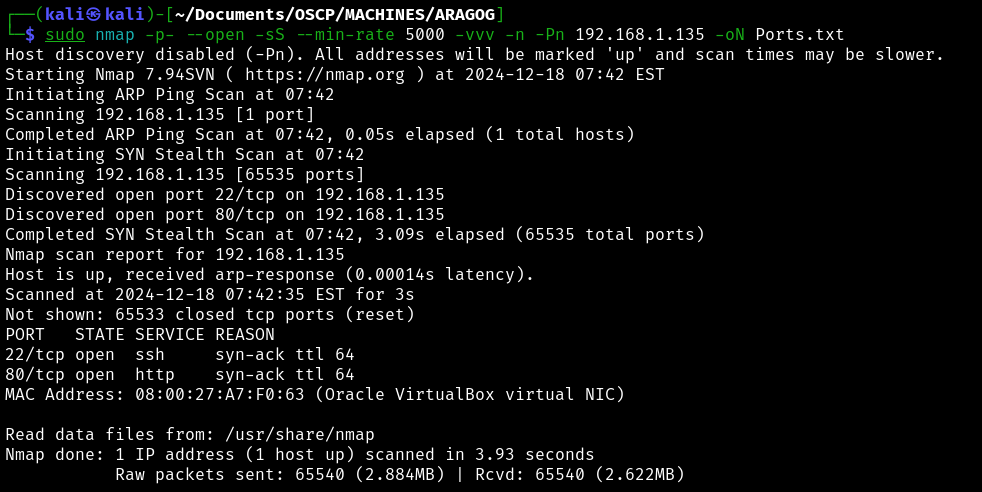 ┌──(kali㉿kali)-[~/Documents/OSCP/MACHINES/ARAGOG]
└─$ sudo nmap -p- --open -sS --min-rate 5000 -vvv -n -Pn 192.168.1.135 -oN Ports.txt
Host discovery disabled (-Pn). All addresses will be marked 'up' and scan times may be slower.
Starting Nmap 7.94SVN ( https://nmap.org ) at 2024-12-18 07:42 EST
Initiating ARP Ping Scan at 07:42
Scanning 192.168.1.135 [1 port]
Completed ARP Ping Scan at 07:42, 0.05s elapsed (1 total hosts)
Initiating SYN Stealth Scan at 07:42
Scanning 192.168.1.135 [65535 ports]
Discovered open port 22/tcp on 192.168.1.135
Discovered open port 80/tcp on 192.168.1.135
Completed SYN Stealth Scan at 07:42, 3.09s elapsed (65535 total ports)
Nmap scan report for 192.168.1.135
Host is up, received arp-response (0.00014s latency).
Scanned at 2024-12-18 07:42:35 EST for 3s
Not shown: 65533 closed tcp ports (reset)
PORT   STATE SERVICE REASON
22/tcp open  ssh     syn-ack ttl 64
80/tcp open  http    syn-ack ttl 64
MAC Address: 08:00:27:A7:F0:63 (Oracle VirtualBox virtual NIC)

Read data files from: /usr/share/nmap
Nmap done: 1 IP address (1 host up) scanned in 3.93 seconds
           Raw packets sent: 65540 (2.884MB) | Rcvd: 65540 (2.622MB)